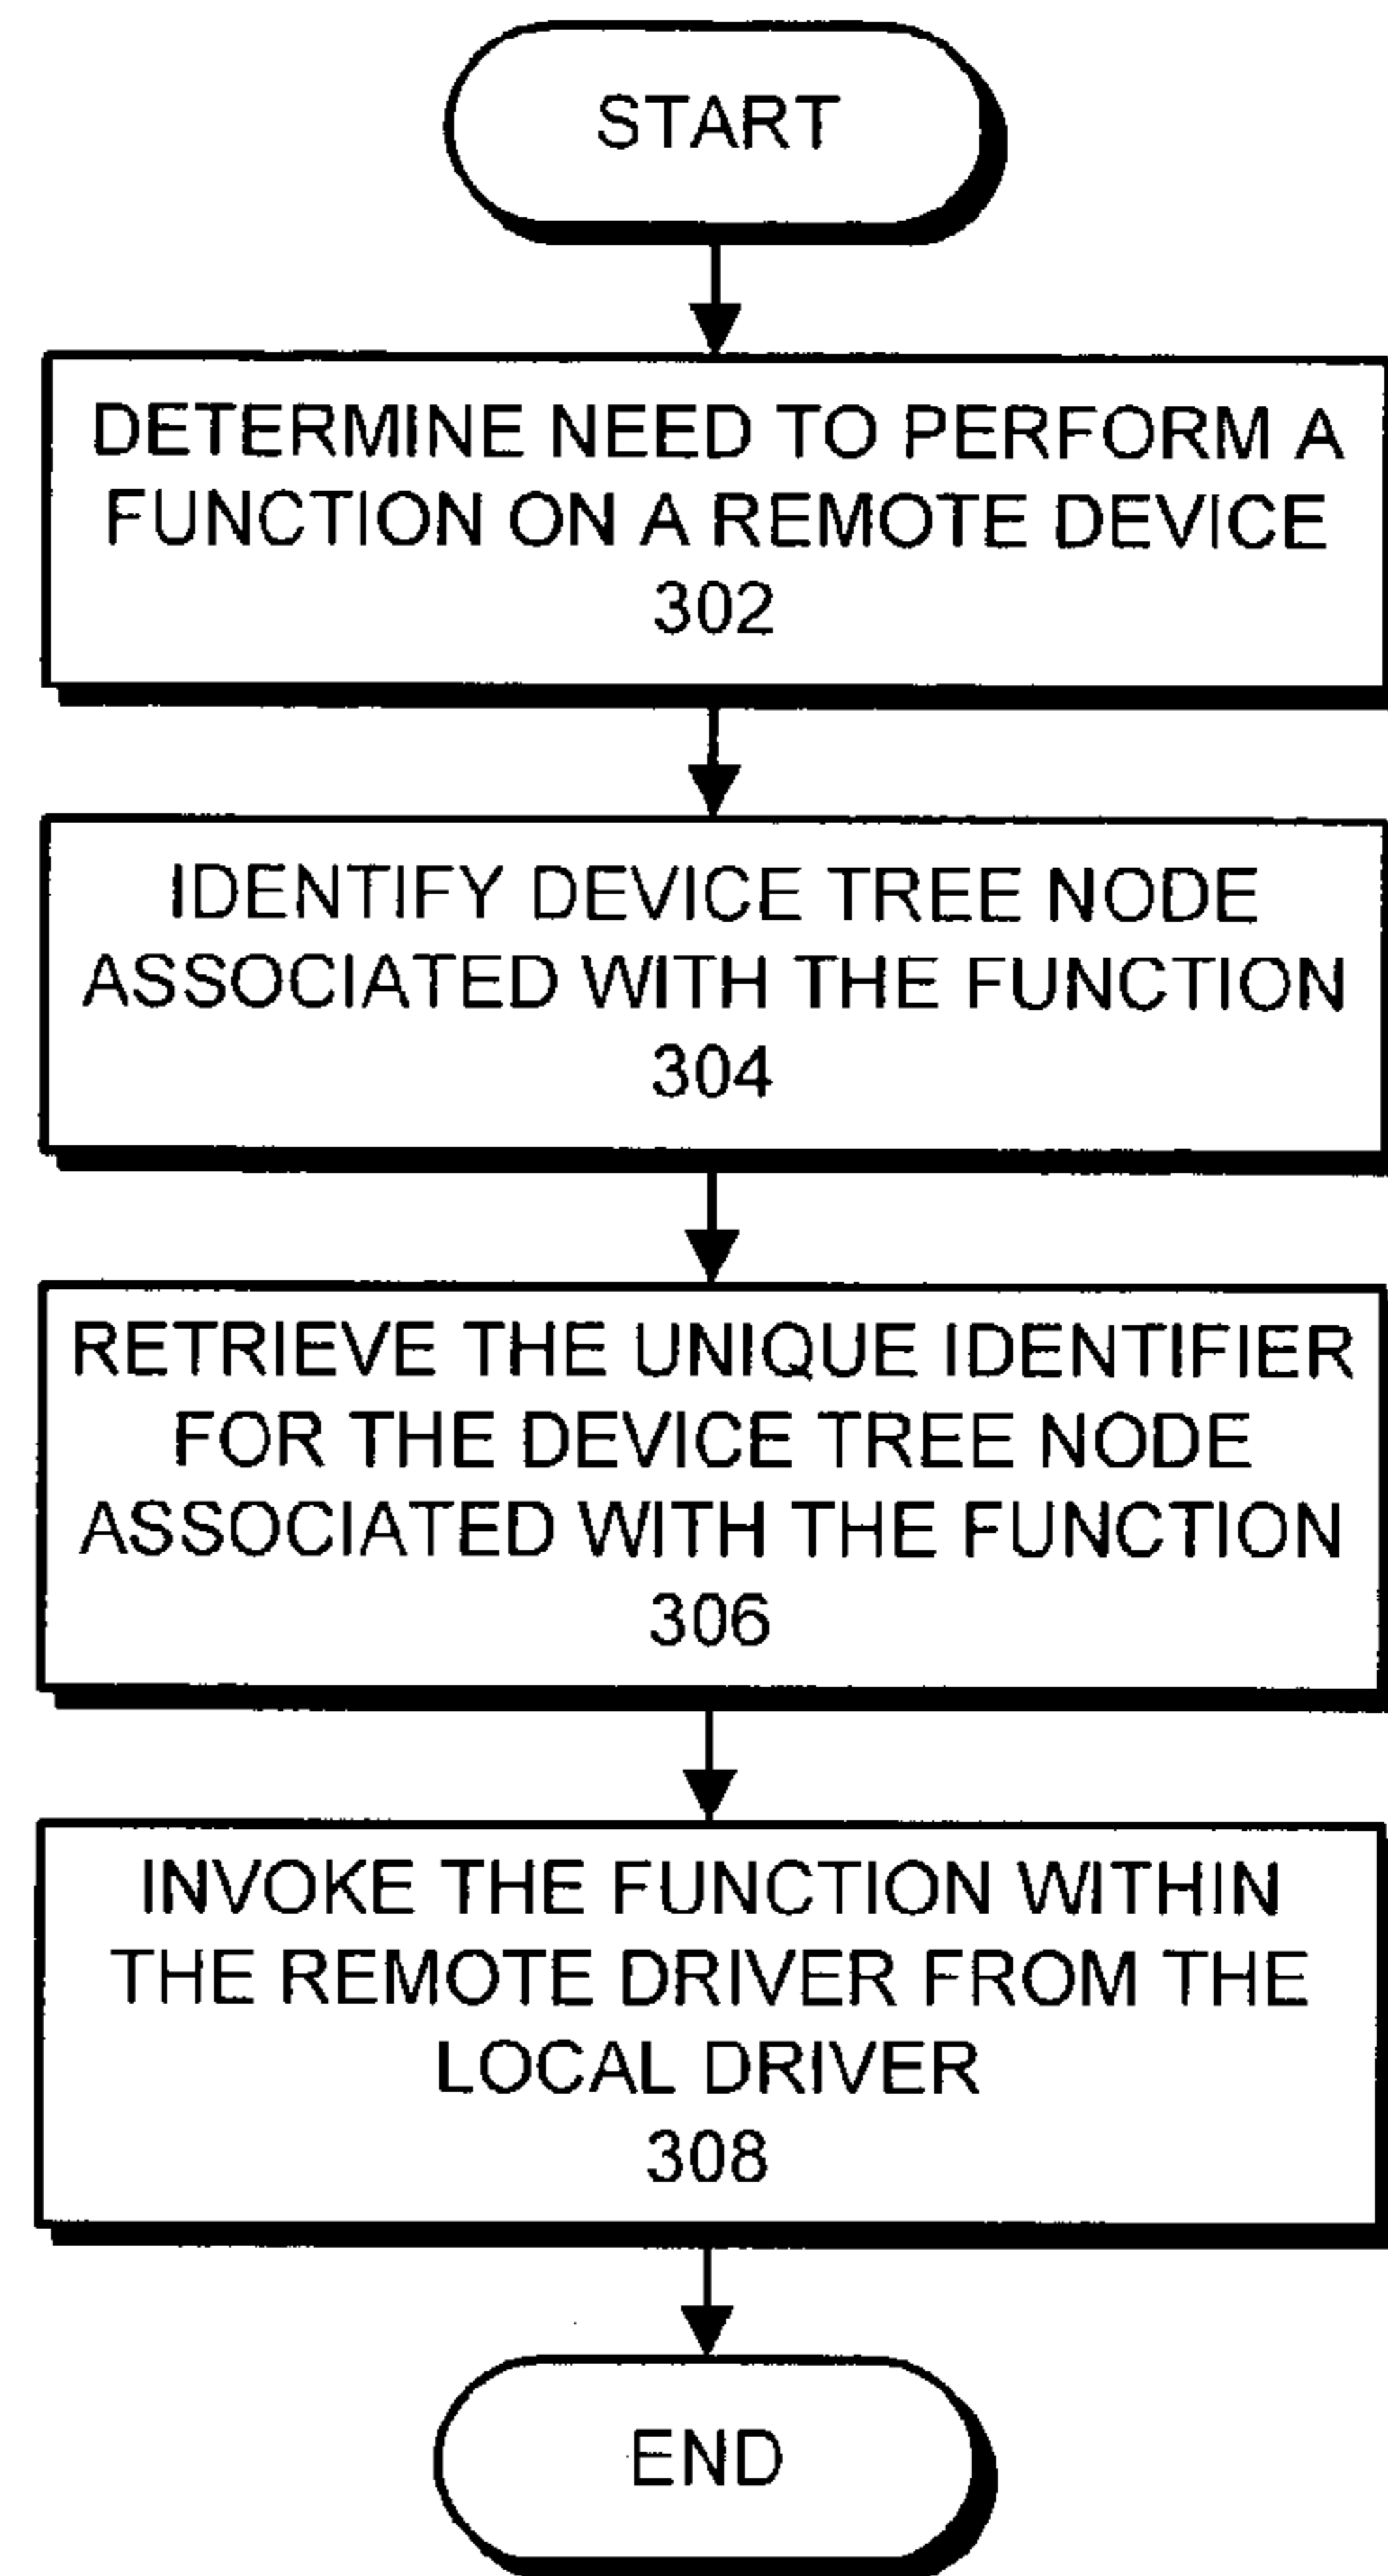 START
DETERMINE NEED TO PERFORM A
FUNCTION ON A REMOTE DEVICE
302
IDENTIFY DEVICE TREE NODE
ASSOCIATED WITH THE FUNCTION
304
RETRIEVE THE UNIQUE IDENTIFIER
FOR THE DEVICE TREE NODE
ASSOCIATED WITH THE FUNCTION
306
INVOKE THE FUNCTION WITHIN
THE REMOTE DRIVER FROM THE
LOCAL DRIVER
308
END